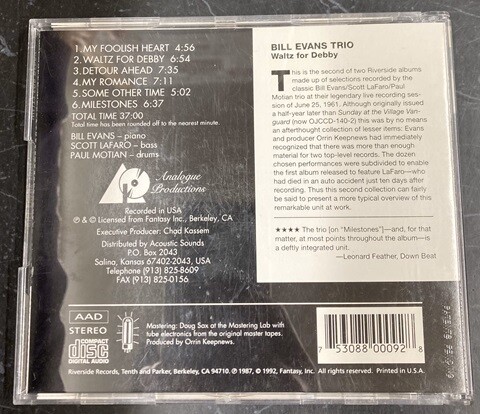 1.MY FOOLISH HEART 4:56
2.WALTZ FOR DEBBY 6:54
3.DETOUR AHEAD 7:35
4.MY ROMANCE 7:11
5.SOME OTHER TIME 5:02
6.MILESTONES 6:37
TOTAL TIME 37:00
Total time has been rounded off to the nearest minute.
BILL EVANS – piano
SCOTT LAFARO – bass
PAUL MOTIAN – drums
Analogue
Productions
Recorded in USA
℗ & © Licensed from Fantasy Inc., Berkeley, CA
Executive Producer: Chad Kassem
Distributed by Acoustic Sounds
P.O. Box 2043
Salina, Kansas 67402-2043, USA
Telephone (913) 825-8609
FAX (913) 825-0156
BILL EVANS TRIO
Waltz for Debby
This is the second of two Riverside albums
made up of selections recorded by the
classic Bill Evans/Scott LaFaro/Paul
Motian trio at their legendary live recording ses-
sion of June 25, 1961. Although originally issued
a half-year later than Sunday at the Village Van-
guard (now OJCCD-140-2) this was by no means
an afterthought collection of lesser items: Evans
and producer Orrin Keepnews had immediately
recognized that there was more than enough
material for two top-level records. The dozen
chosen performances were subdivided to enable
the first album released to feature LaFaro—who
had died in an auto accident just ten days after
recording. Thus this second collection can fairly
be said to present a more typical overview of this
remarkable unit at work.
★★★★ The trio [on "Milestones"]—and, for that
matter, at most points throughout the album—is
a deftly integrated unit.
—Leonard Feather, Down Beat
AAD
STEREO
COMPACT
disc
DIGITAL AUDIO
Mastering: Doug Sax at the Mastering Lab with
tube electronics from the original master tapes.
Produced by Orrin Keepnews.
7 53088 00092 8
Riverside Records, Tenth and Parker, Berkeley, CA 94710. ℗ 1987, © 1992, Fantasy, Inc. All rights reserved. Printed in U.S.A.